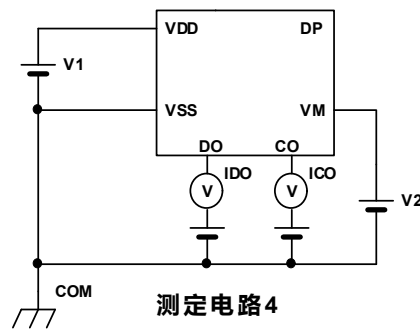 VDD DP
V1
VSS VM
DO CO
IDO ICO
V V
V2
COM
测定电路4